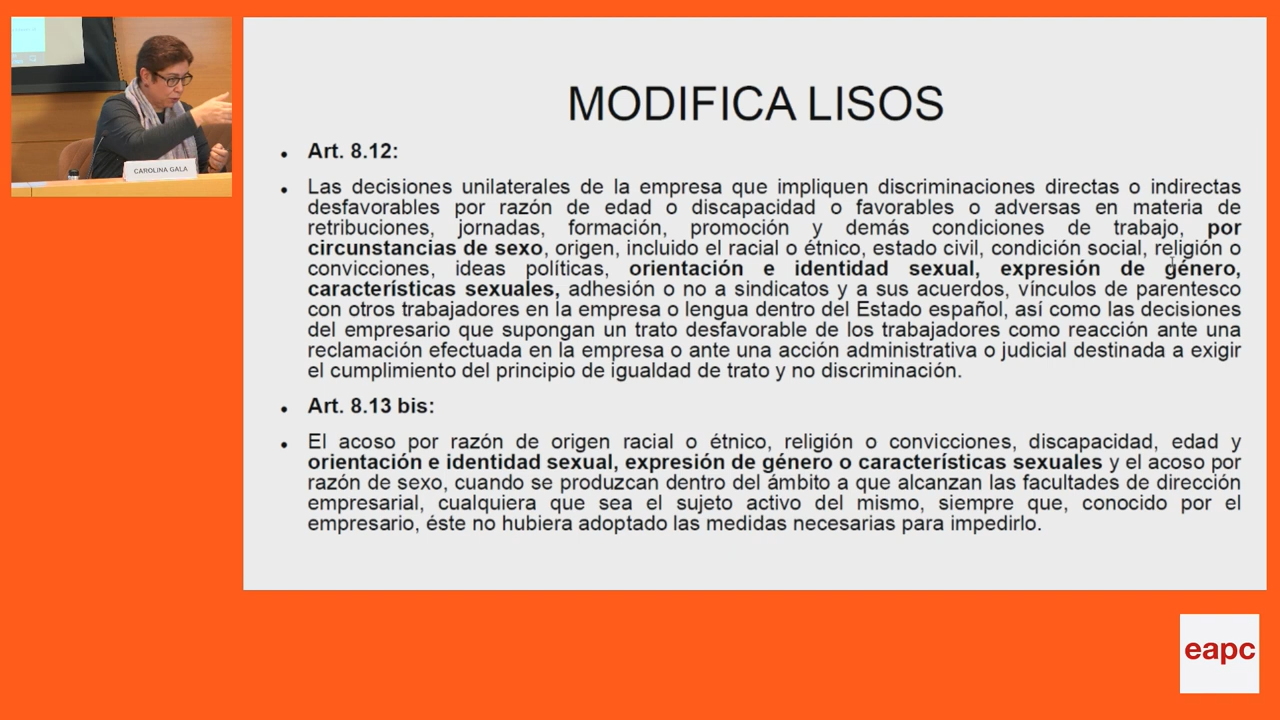 CAROLINA GALA
MODIFICA LISOS
• Art. 8.12:
• Las decisiones unilaterales de la empresa que impliquen discriminaciones directas o indirectas
desfavorables por razón de edad o discapacidad o favorables o adversas en materia de
retribuciones, jornadas, formación, promoción y demás condiciones de trabajo, por
circunstancias de sexo, origen, incluido el racial o étnico, estado civil, condición social, religión o
convicciones, ideas políticas, orientación e identidad sexual, expresión de género,
características sexuales, adhesión o no a sindicatos y a sus acuerdos, vínculos de parentesco
con otros trabajadores en la empresa o lengua dentro del Estado español, así como las decisiones
del empresario que supongan un trato desfavorable de los trabajadores como reacción ante una
reclamación efectuada en la empresa o ante una acción administrativa o judicial destinada a exigir
el cumplimiento del principio de igualdad de trato y no discriminación.
• Art. 8.13 bis:
• El acoso por razón de origen racial o étnico, religión o convicciones, discapacidad, edad y
orientación e identidad sexual, expresión de género o características sexuales y el acoso por
razón de sexo, cuando se produzcan dentro del ámbito a que alcanzan las facultades de dirección
empresarial, cualquiera que sea el sujeto activo del mismo, siempre que, conocido por el
empresario, éste no hubiera adoptado las medidas necesarias para impedirlo.
eapc